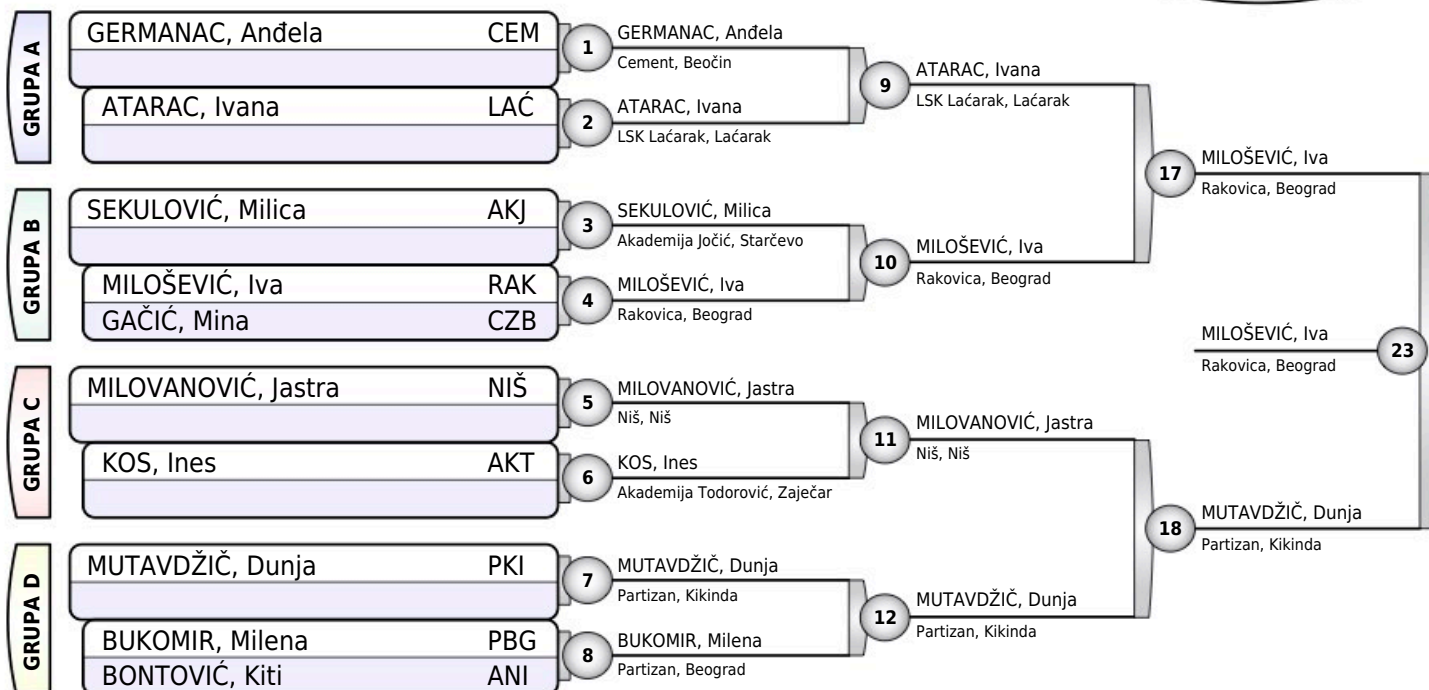 GRUPA A
GERMANAC, Anđela CEM
ATARAC, Ivana LAĆ
1
GERMANAC, Anđela
Cement, Beočin
2
ATARAC, Ivana
LSK Laćarak, Laćarak
9
ATARAC, Ivana
LSK Laćarak, Laćarak
GRUPA B
SEKULOVIĆ, Milica AKJ
MILOŠEVIĆ, Iva RAK
GAČIĆ, Mina CZB
3
SEKULOVIĆ, Milica
Akademija Jočić, Starčevo
4
MILOŠEVIĆ, Iva
Rakovica, Beograd
10
MILOŠEVIĆ, Iva
Rakovica, Beograd
17
MILOŠEVIĆ, Iva
Rakovica, Beograd
GRUPA C
MILOVANOVIĆ, Jastra NIŠ
KOS, Ines AKT
5
MILOVANOVIĆ, Jastra
Niš, Niš
6
KOS, Ines
Akademija Todorović, Zaječar
11
MILOVANOVIĆ, Jastra
Niš, Niš
GRUPA D
MUTAVDŽIČ, Dunja PKI
BUKOMIR, Milena PBG
BONTOVIĆ, Kiti ANI
7
MUTAVDŽIČ, Dunja
Partizan, Kikinda
8
BUKOMIR, Milena
Partizan, Beograd
12
MUTAVDŽIČ, Dunja
Partizan, Kikinda
18
MUTAVDŽIČ, Dunja
Partizan, Kikinda
MILOŠEVIĆ, Iva
Rakovica, Beograd
23